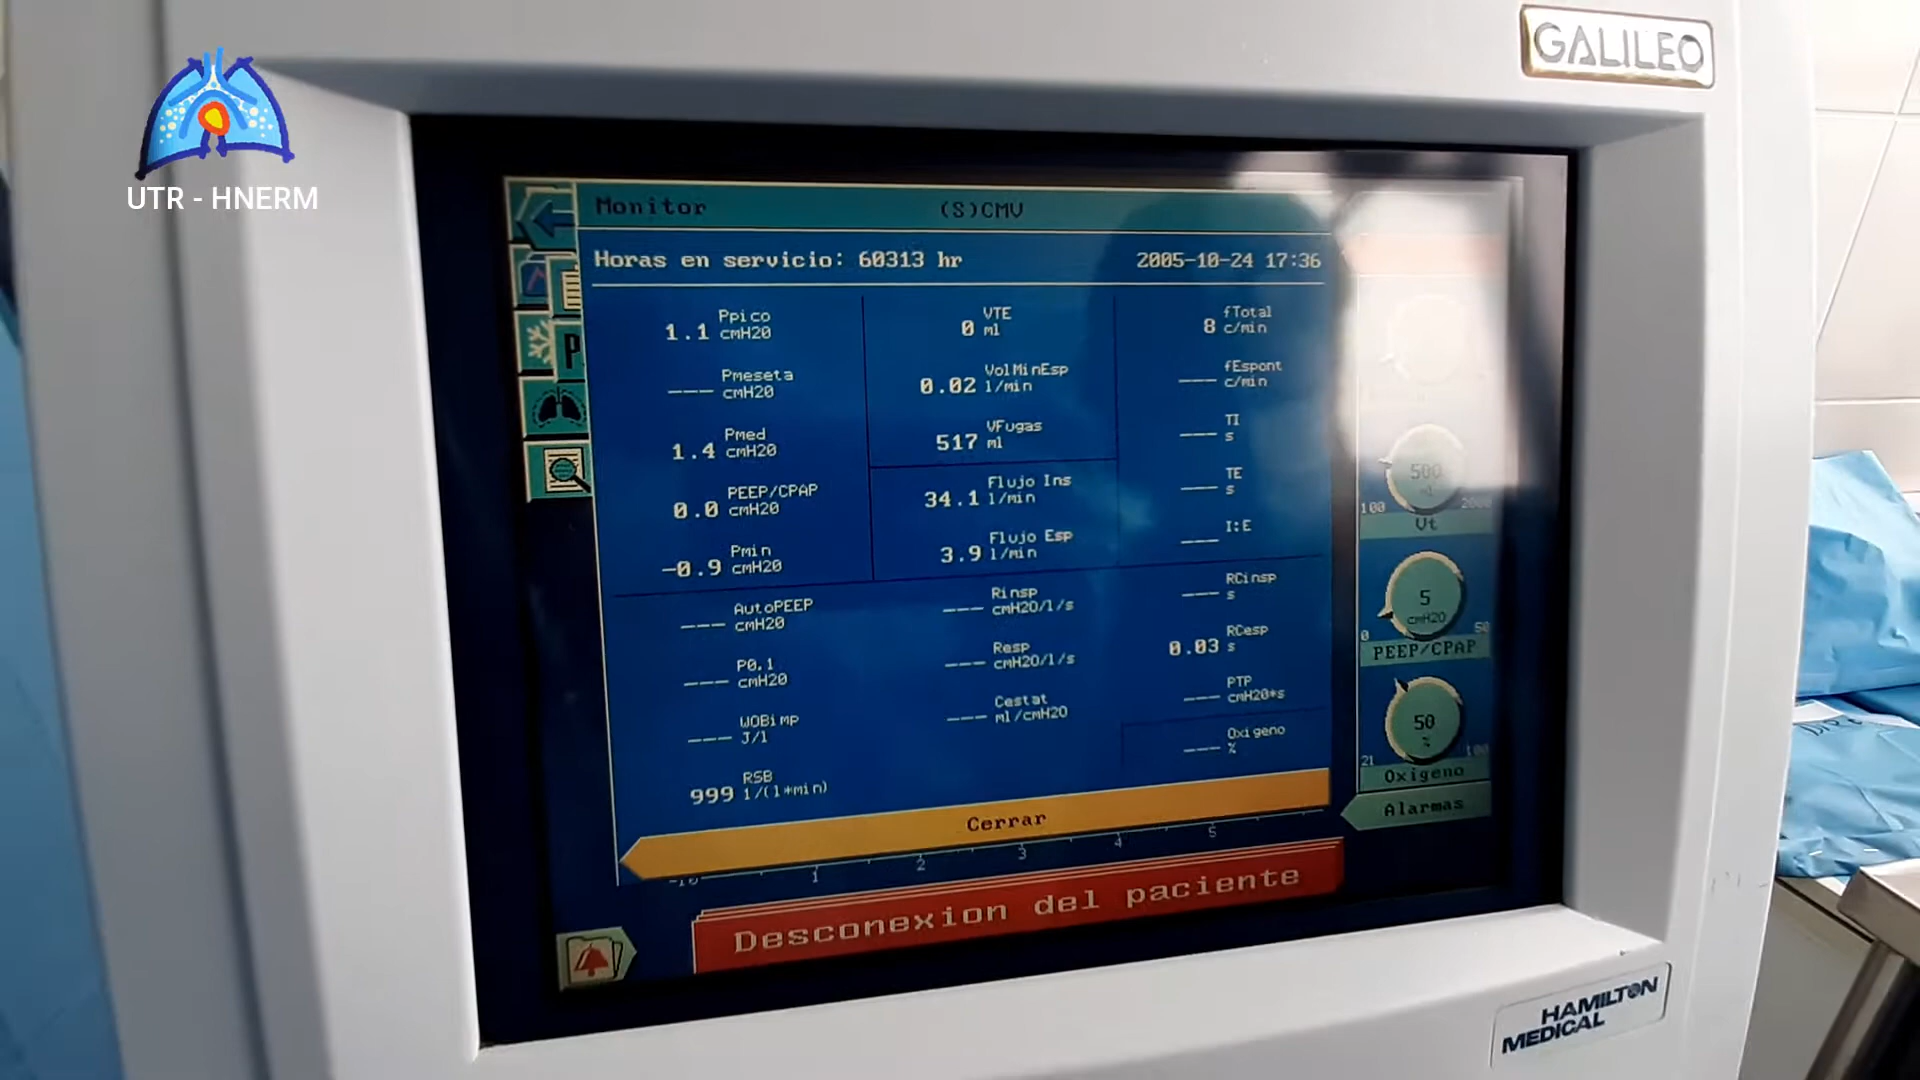 GALILEO
UTR - HNERM
Monitor
(S)CMV
Horas en servicio: 60313 hr
2005-10-24 17:36
Ppico
1.1 cmH2O
Pmeseta
--- cmH2O
Pmed
1.4 cmH2O
PEEP/CPAP
0.0 cmH2O
Pmin
-0.9 cmH2O
VTE
0 ml
VolMinEsp
0.02 l/min
VFugas
517 ml
Flujo Ins
34.1 l/min
Flujo Esp
3.9 l/min
fTotal
8 c/min
fEspont
--- c/min
TI
--- s
TE
--- s
I:E
---
AutoPEEP
--- cmH2O
P0.1
--- cmH2O
WOBimp
--- J/l
RSB
999 1/(l*min)
Rinsp
--- cmH2O/l/s
Resp
--- cmH2O/l/s
Cestat
--- ml/cmH2O
RCinsp
--- s
RCesp
0.03 s
PTP
--- cmH2O*s
Oxigeno
--- %
P
500
ml
100 2000
Vt
5
cmH2O
0 50
PEEP/CPAP
50
%
21 100
Oxigeno
Alarmas
Cerrar
-10 1 2 3 4 5
Desconexion del paciente
HAMILTON
MEDICAL